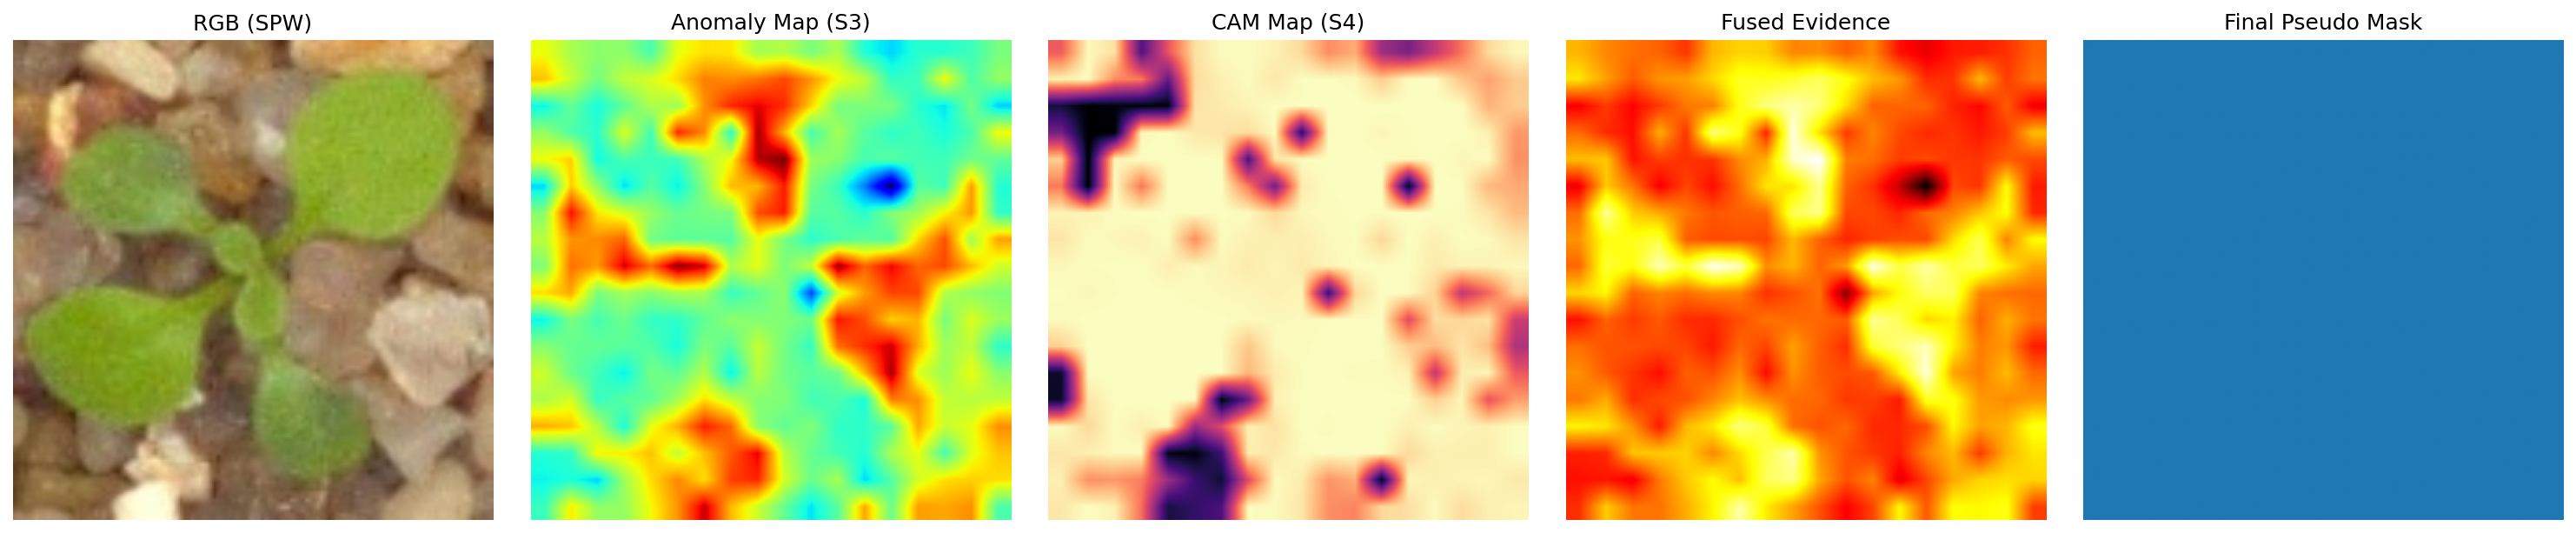 RGB (SPW)
Anomaly Map (S3)
CAM Map (S4)
Fused Evidence
Final Pseudo Mask